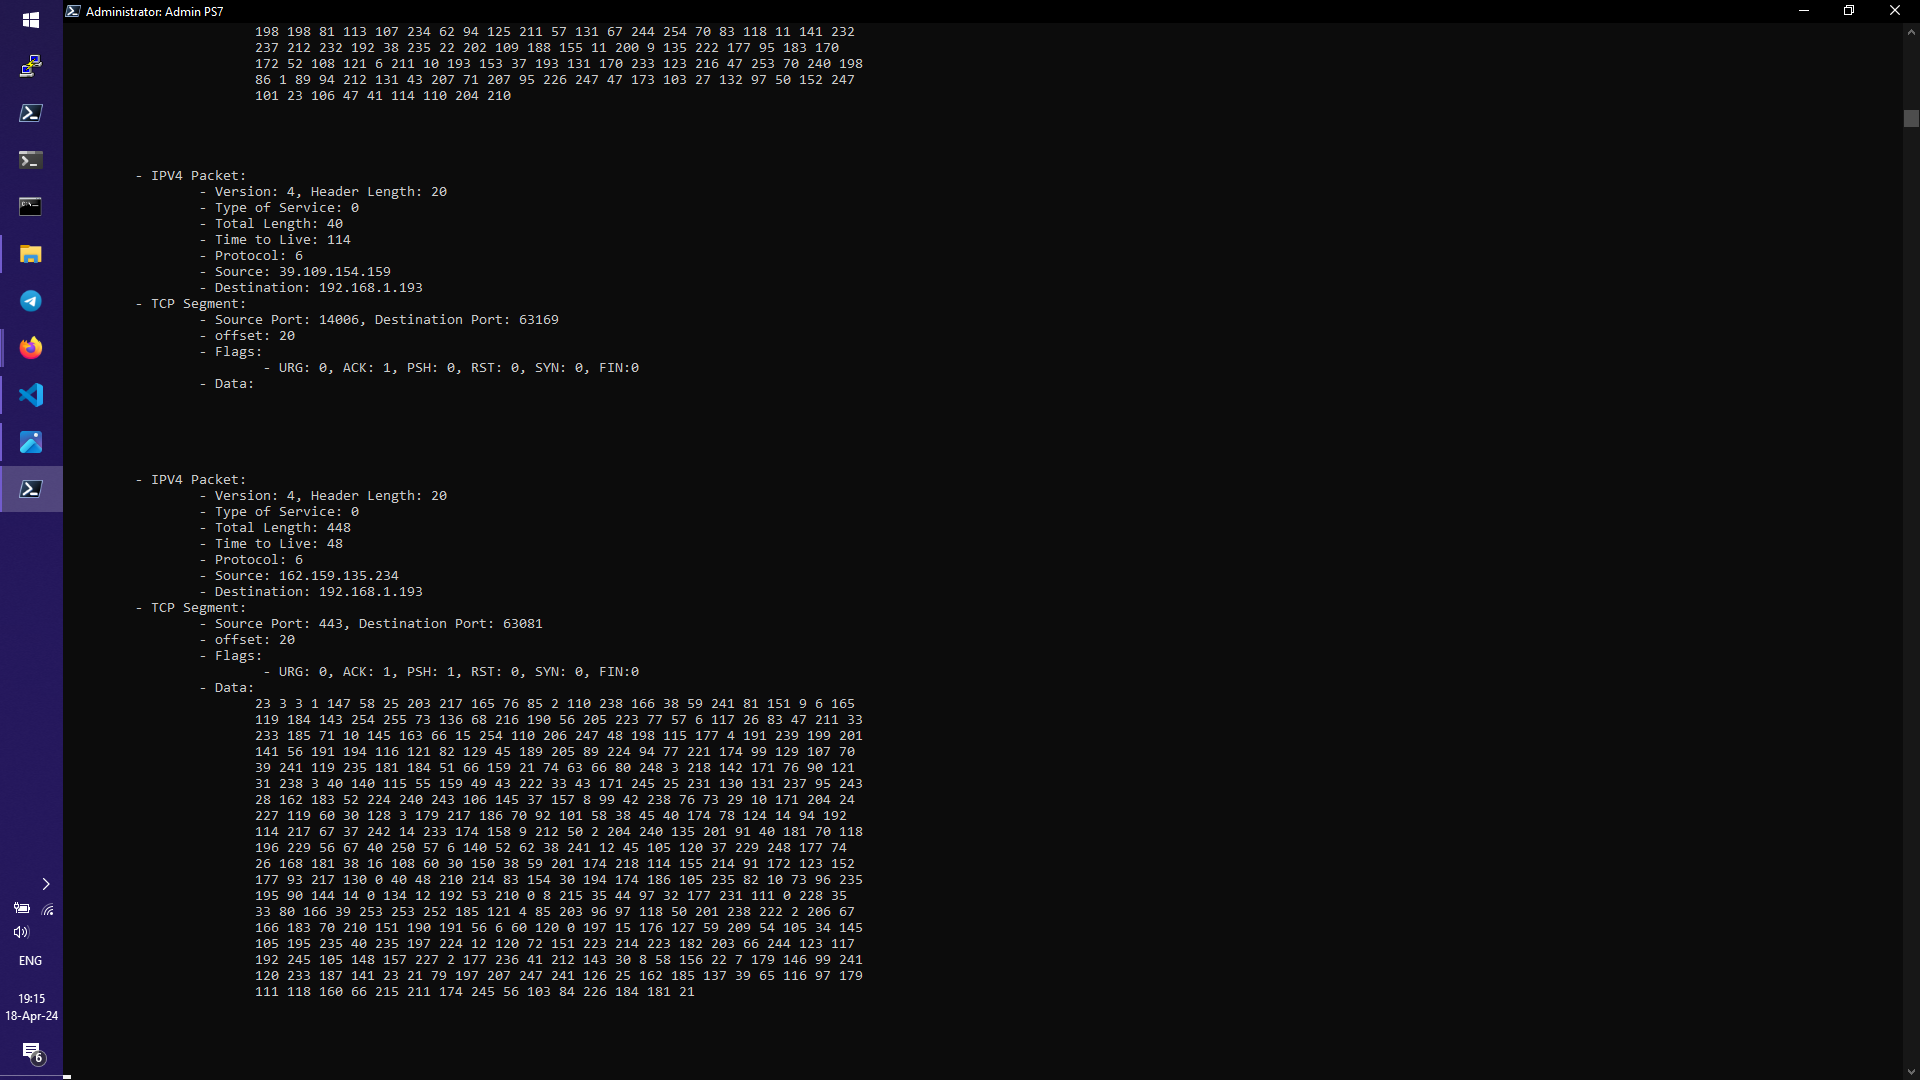 Administrator: Admin PS7
198 198 81 113 107 234 62 94 125 211 57 131 67 244 254 70 83 118 11 141 232
237 212 232 192 38 235 22 202 109 188 155 11 200 9 135 222 177 95 183 170
172 52 108 121 6 211 10 193 153 37 193 131 170 233 123 216 47 253 70 240 198
86 1 89 94 212 131 43 207 71 207 95 226 247 47 173 103 27 132 97 50 152 247
101 23 106 47 41 114 110 204 210
- IPV4 Packet:
- Version: 4, Header Length: 20
- Type of Service: 0
- Total Length: 40
- Time to Live: 114
- Protocol: 6
- Source: 39.109.154.159
- Destination: 192.168.1.193
- TCP Segment:
- Source Port: 14006, Destination Port: 63169
- offset: 20
- Flags:
- URG: 0, ACK: 1, PSH: 0, RST: 0, SYN: 0, FIN:0
- Data:
- IPV4 Packet:
- Version: 4, Header Length: 20
- Type of Service: 0
- Total Length: 448
- Time to Live: 48
- Protocol: 6
- Source: 162.159.135.234
- Destination: 192.168.1.193
- TCP Segment:
- Source Port: 443, Destination Port: 63081
- offset: 20
- Flags:
- URG: 0, ACK: 1, PSH: 1, RST: 0, SYN: 0, FIN:0
- Data:
23 3 3 1 147 58 25 203 217 165 76 85 2 110 238 166 38 59 241 81 151 9 6 165
119 184 143 254 255 73 136 68 216 190 56 205 223 77 57 6 117 26 83 47 211 33
233 185 71 10 145 163 66 15 254 110 206 247 48 198 115 177 4 191 239 199 201
141 56 191 194 116 121 82 129 45 189 205 89 224 94 77 221 174 99 129 107 70
39 241 119 235 181 184 51 66 159 21 74 63 66 80 248 3 218 142 171 76 90 121
31 238 3 40 140 115 55 159 49 43 222 33 43 171 245 25 231 130 131 237 95 243
28 162 183 52 224 240 243 106 145 37 157 8 99 42 238 76 73 29 10 171 204 24
227 119 60 30 128 3 179 217 186 70 92 101 58 38 45 40 174 78 124 14 94 192
114 217 67 37 242 14 233 174 158 9 212 50 2 204 240 135 201 91 40 181 70 118
196 229 56 67 40 250 57 6 140 52 62 38 241 12 45 105 120 37 229 248 177 74
26 168 181 38 16 108 60 30 150 38 59 201 174 218 114 155 214 91 172 123 152
177 93 217 130 0 40 48 210 214 83 154 30 194 174 186 105 235 82 10 73 96 235
195 90 144 14 0 134 12 192 53 210 0 8 215 35 44 97 32 177 231 111 0 228 35
33 80 166 39 253 253 252 185 121 4 85 203 96 97 118 50 201 238 222 2 206 67
166 183 70 210 151 190 191 56 6 60 120 0 197 15 176 127 59 209 54 105 34 145
105 195 235 40 235 197 224 12 120 72 151 223 214 223 182 203 66 244 123 117
192 245 105 148 157 227 2 177 236 41 212 143 30 8 58 156 22 7 179 146 99 241
120 233 187 141 23 21 79 197 207 247 241 126 25 162 185 137 39 65 116 97 179
111 118 160 66 215 211 174 245 56 103 84 226 184 181 21
ENG
19:15
18-Apr-24
6